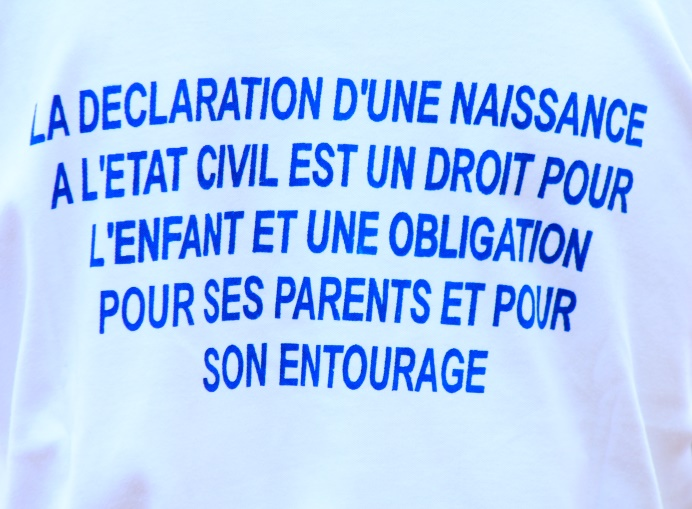 LA DECLARATION D'UNE NAISSANCE
A L'ETAT CIVIL EST UN DROIT POUR
L'ENFANT ET UNE OBLIGATION
POUR SES PARENTS ET POUR
SON ENTOURAGE